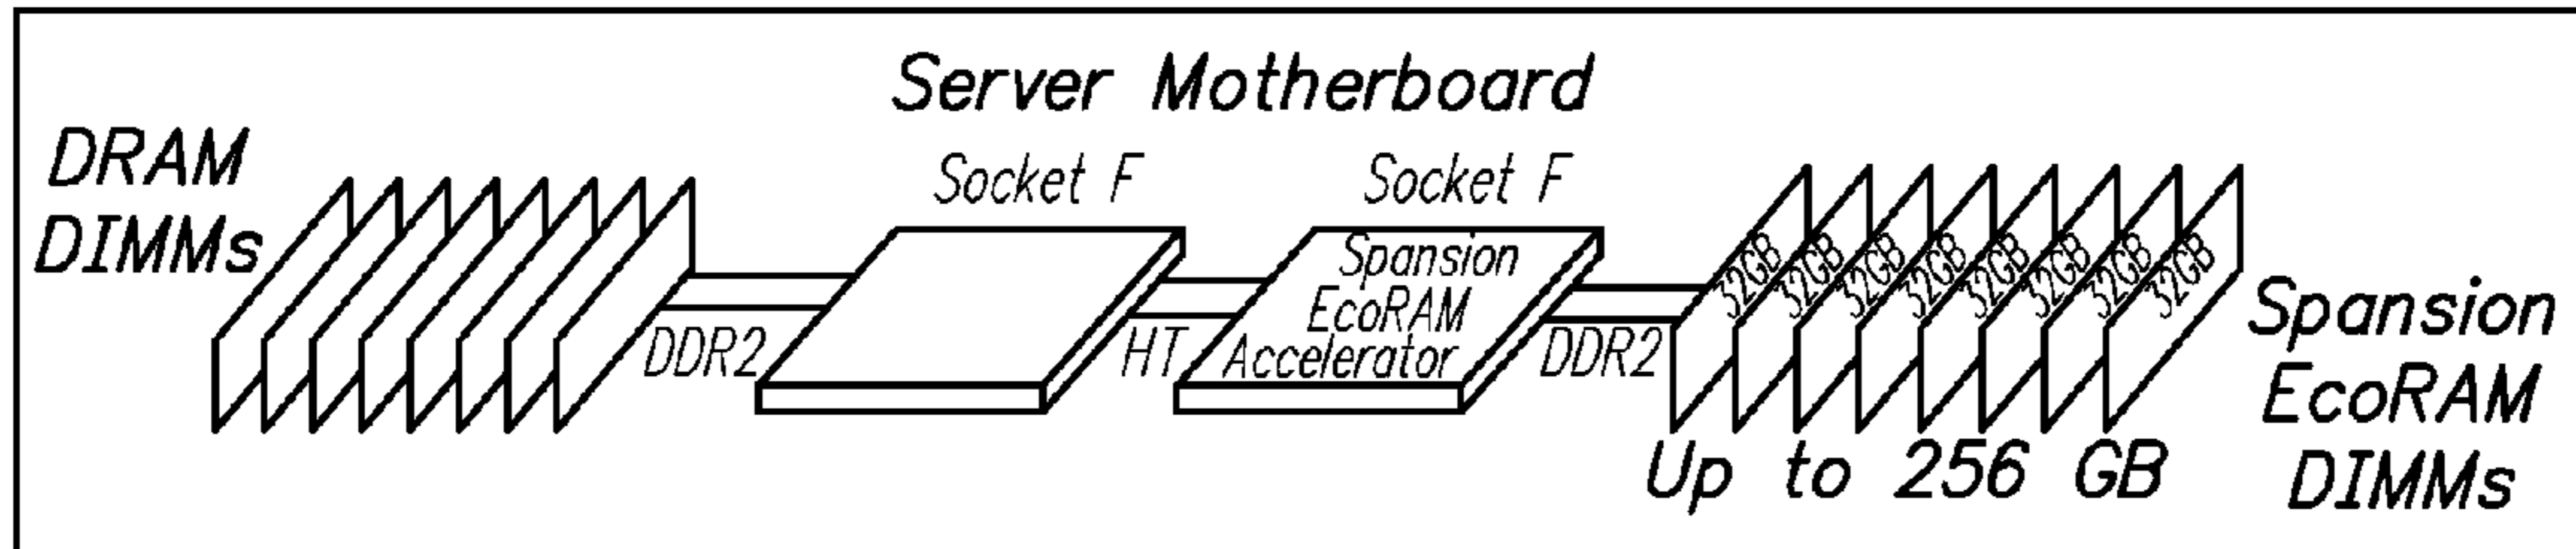 Server Motherboard
DRAM
DIMMs
Socket F
Socket F
DDR2
HT
Spansion
EcoRAM
Accelerator
DDR2
32GB
32GB
32GB
32GB
32GB
32GB
32GB
32GB
Up to 256 GB
Spansion
EcoRAM
DIMMs